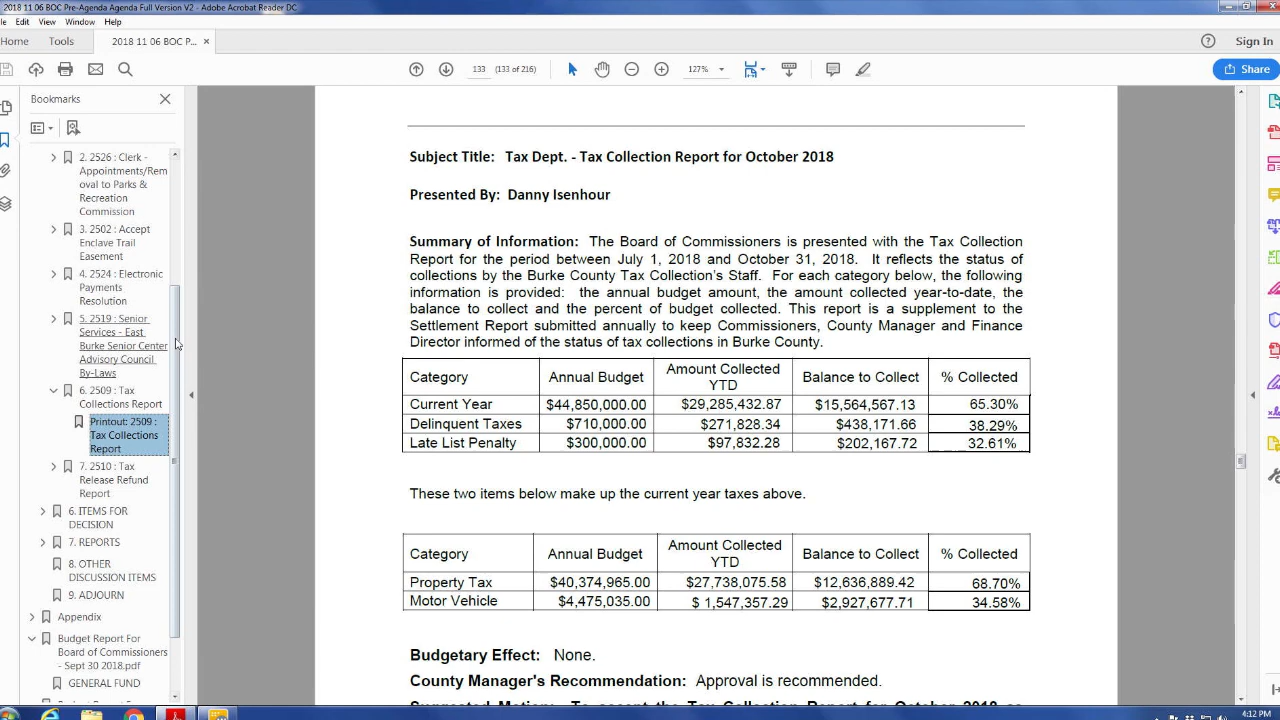 2018 11 06 BOC Pre-Agenda Agenda Full Version V2 - Adobe Acrobat Reader DC
Edit View Window Help
Home Tools 2018 11 06 BOC P... × Sign In
133 (133 of 216) 127% Share
Bookmarks
2. 2526 : Clerk -
Appointments/Rem
oval to Parks &
Recreation
Commission
3. 2502 : Accept
Enclave Trail
Easement
4. 2524 : Electronic
Payments
Resolution
5. 2519 : Senior
Services - East
Burke Senior Center
Advisory Council
By-Laws
6. 2509 : Tax
Collections Report
Printout: 2509 :
Tax Collections
Report
7. 2510 : Tax
Release Refund
Report
6. ITEMS FOR
DECISION
7. REPORTS
8. OTHER
DISCUSSION ITEMS
9. ADJOURN
Appendix
Budget Report For
Board of Commissioners
- Sept 30 2018.pdf
GENERAL FUND
Subject Title: Tax Dept. - Tax Collection Report for October 2018
Presented By: Danny Isenhour
Summary of Information: The Board of Commissioners is presented with the Tax Collection
Report for the period between July 1, 2018 and October 31, 2018. It reflects the status of
collections by the Burke County Tax Collection's Staff. For each category below, the following
information is provided: the annual budget amount, the amount collected year-to-date, the
balance to collect and the percent of budget collected. This report is a supplement to the
Settlement Report submitted annually to keep Commissioners, County Manager and Finance
Director informed of the status of tax collections in Burke County.
Category Annual Budget Amount Collected YTD Balance to Collect % Collected
Current Year $44,850,000.00 $29,285,432.87 $15,564,567.13 65.30%
Delinquent Taxes $710,000.00 $271,828.34 $438,171.66 38.29%
Late List Penalty $300,000.00 $97,832.28 $202,167.72 32.61%
These two items below make up the current year taxes above.
Category Annual Budget Amount Collected YTD Balance to Collect % Collected
Property Tax $40,374,965.00 $27,738,075.58 $12,636,889.42 68.70%
Motor Vehicle $4,475,035.00 $ 1,547,357.29 $2,927,677.71 34.58%
Budgetary Effect: None.
County Manager's Recommendation: Approval is recommended.
Suggested Motion: To accept the Tax Collection Report for October 2018 as
4:12 PM